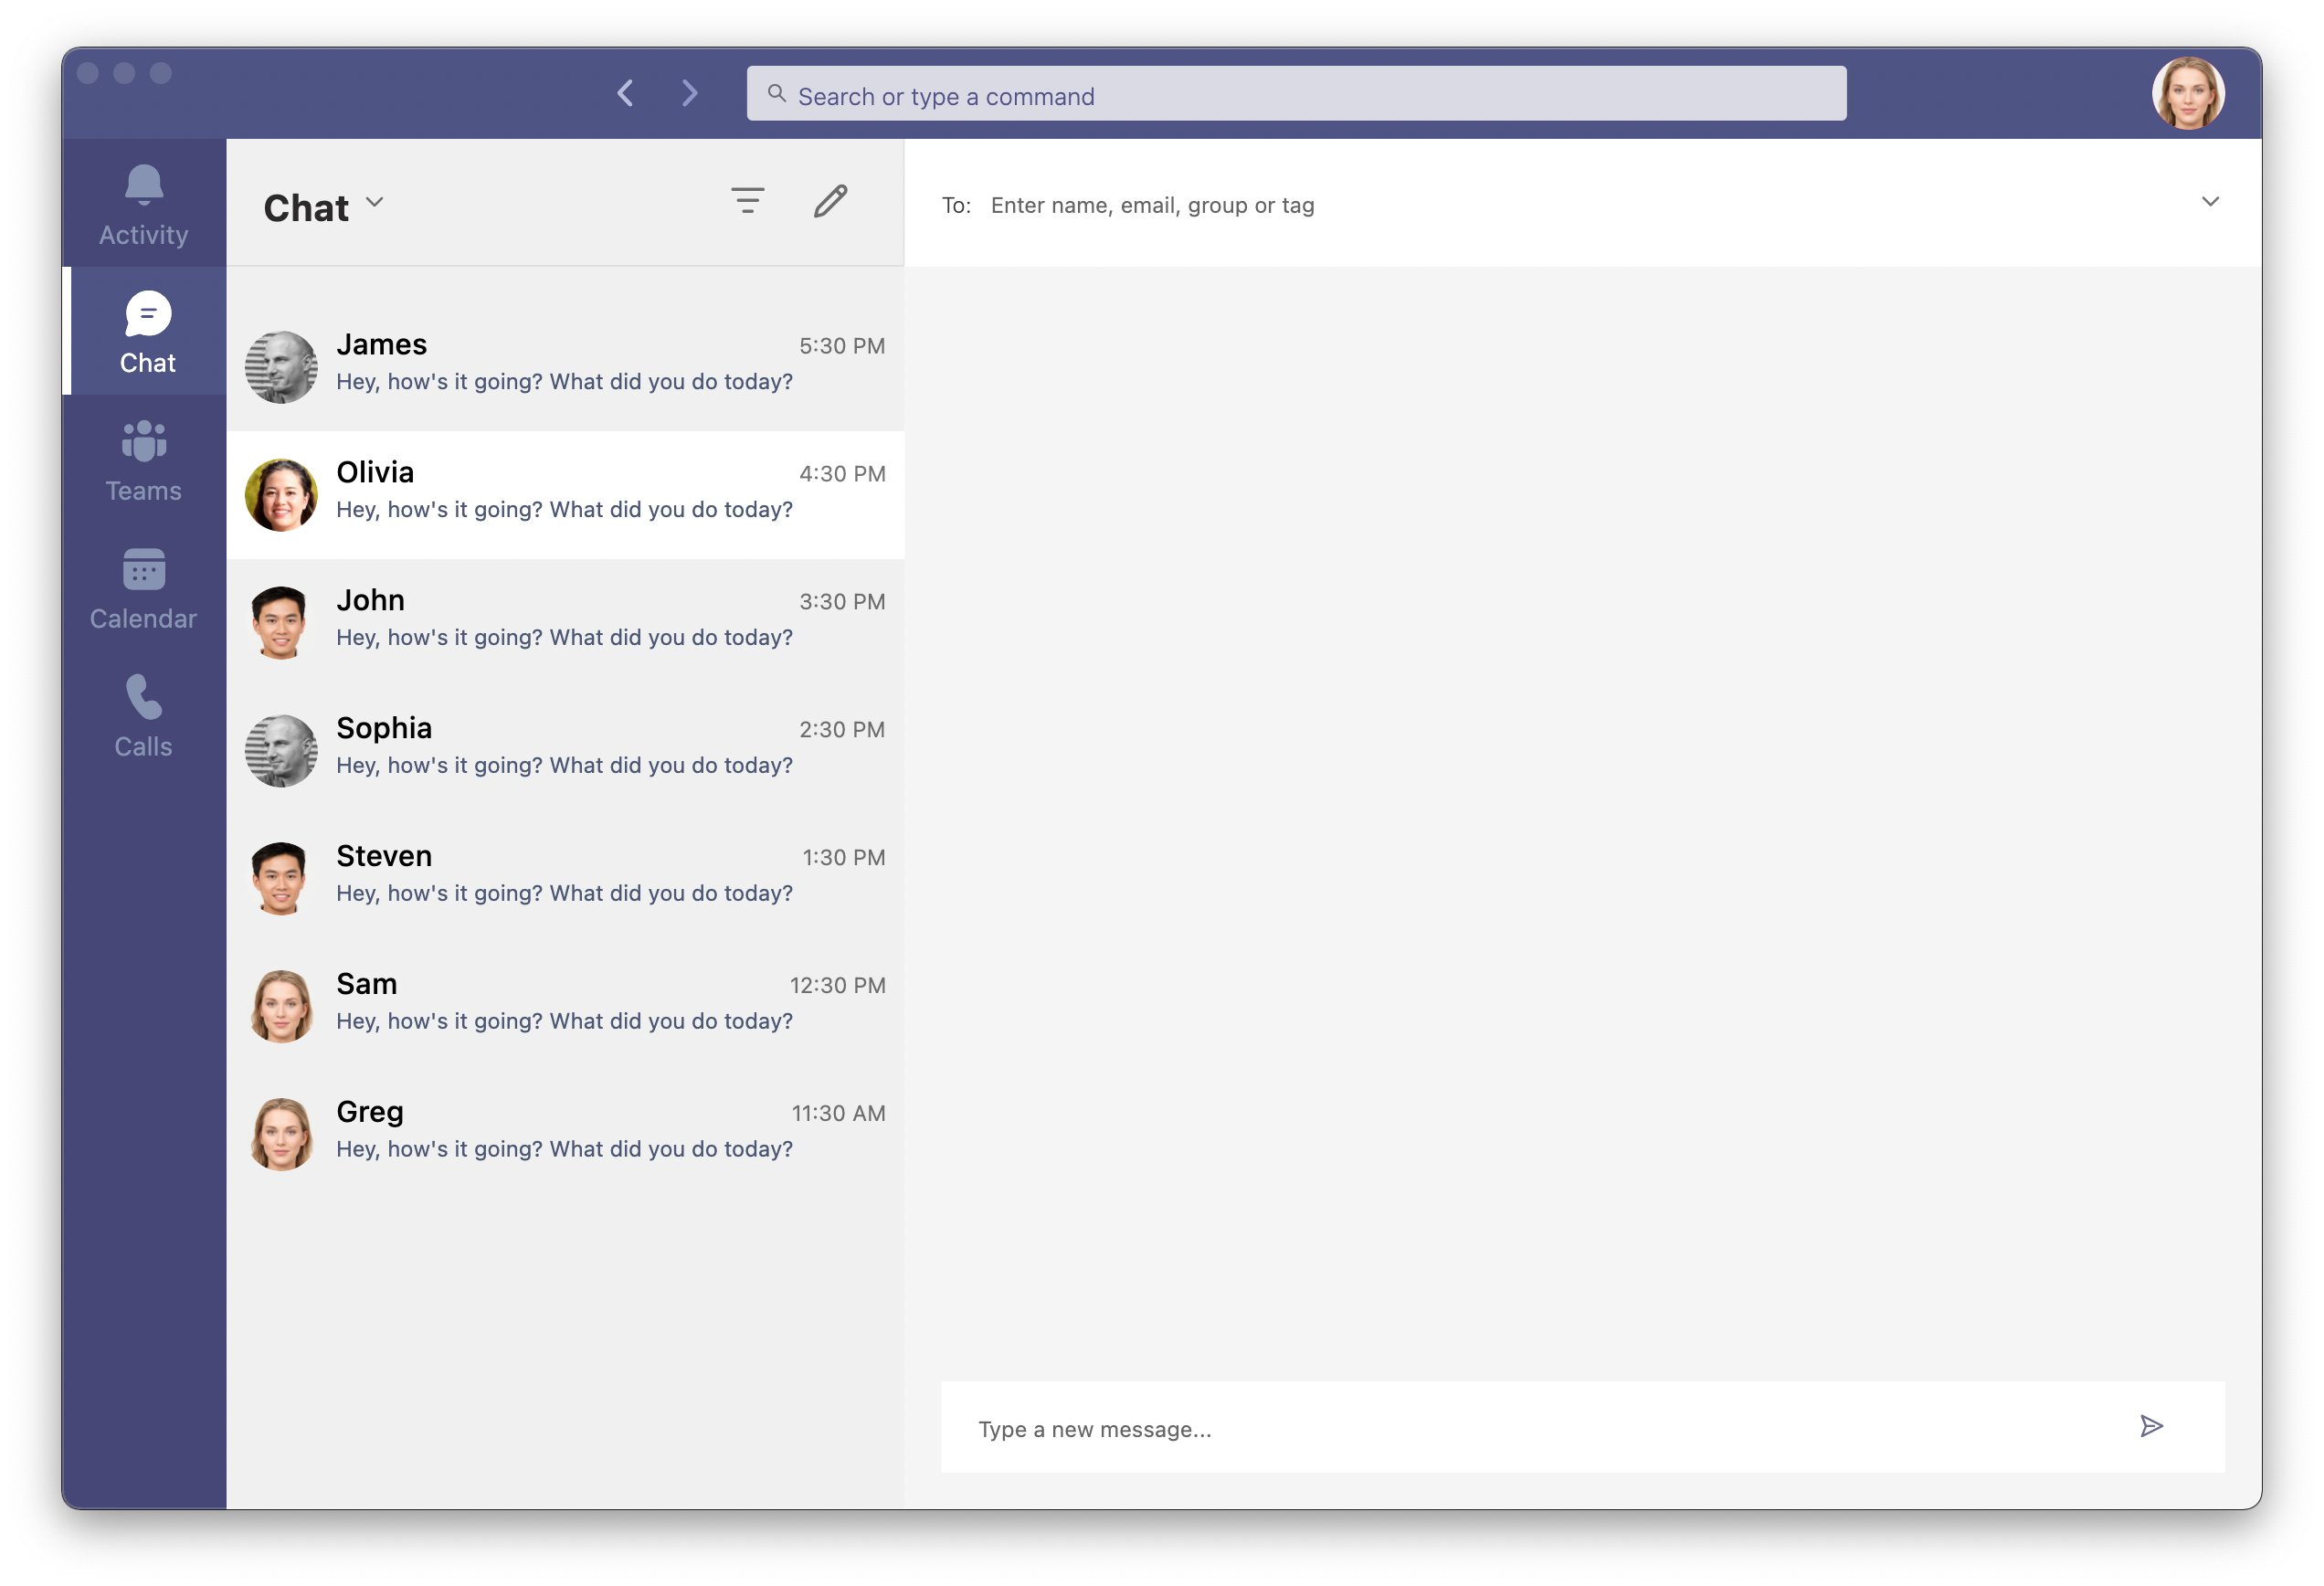 Search or type a command
Activity
Chat
Teams
Calendar
Calls
Chat
James 5:30 PM
Hey, how's it going? What did you do today?
Olivia 4:30 PM
Hey, how's it going? What did you do today?
John 3:30 PM
Hey, how's it going? What did you do today?
Sophia 2:30 PM
Hey, how's it going? What did you do today?
Steven 1:30 PM
Hey, how's it going? What did you do today?
Sam 12:30 PM
Hey, how's it going? What did you do today?
Greg 11:30 AM
Hey, how's it going? What did you do today?
To: Enter name, email, group or tag
Type a new message...